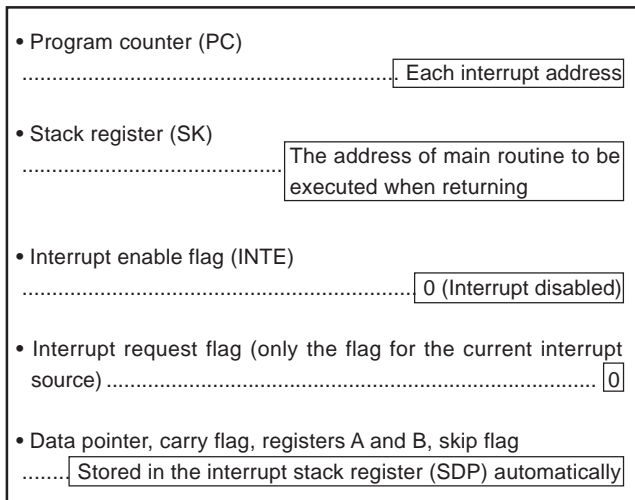 • Program counter (PC)
............................................................... Each interrupt address
• Stack register (SK)
............................................ The address of main routine to be
executed when returning
• Interrupt enable flag (INTE)
.................................................................. 0 (Interrupt disabled)
• Interrupt request flag (only the flag for the current interrupt
source) .................................................................................. 0
• Data pointer, carry flag, registers A and B, skip flag
........ Stored in the interrupt stack register (SDP) automatically